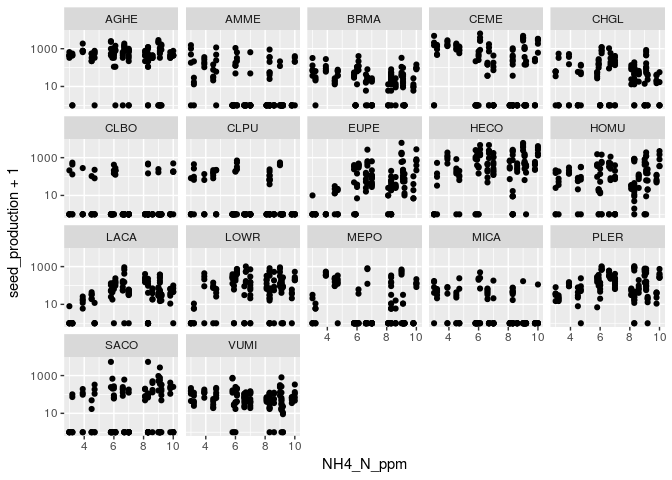 AGHE AMME BRMA CEME CHGL
1000
10
CLBO CLPU EUPE HECO HOMU
1000
10
LACA LOWR MEPO MICA PLER
1000
10
4 6 8 10 4 6 8 10 4 6 8 10
SACO VUMI
1000
10
4 6 8 10 4 6 8 10
NH4_N_ppm
seed_production + 1